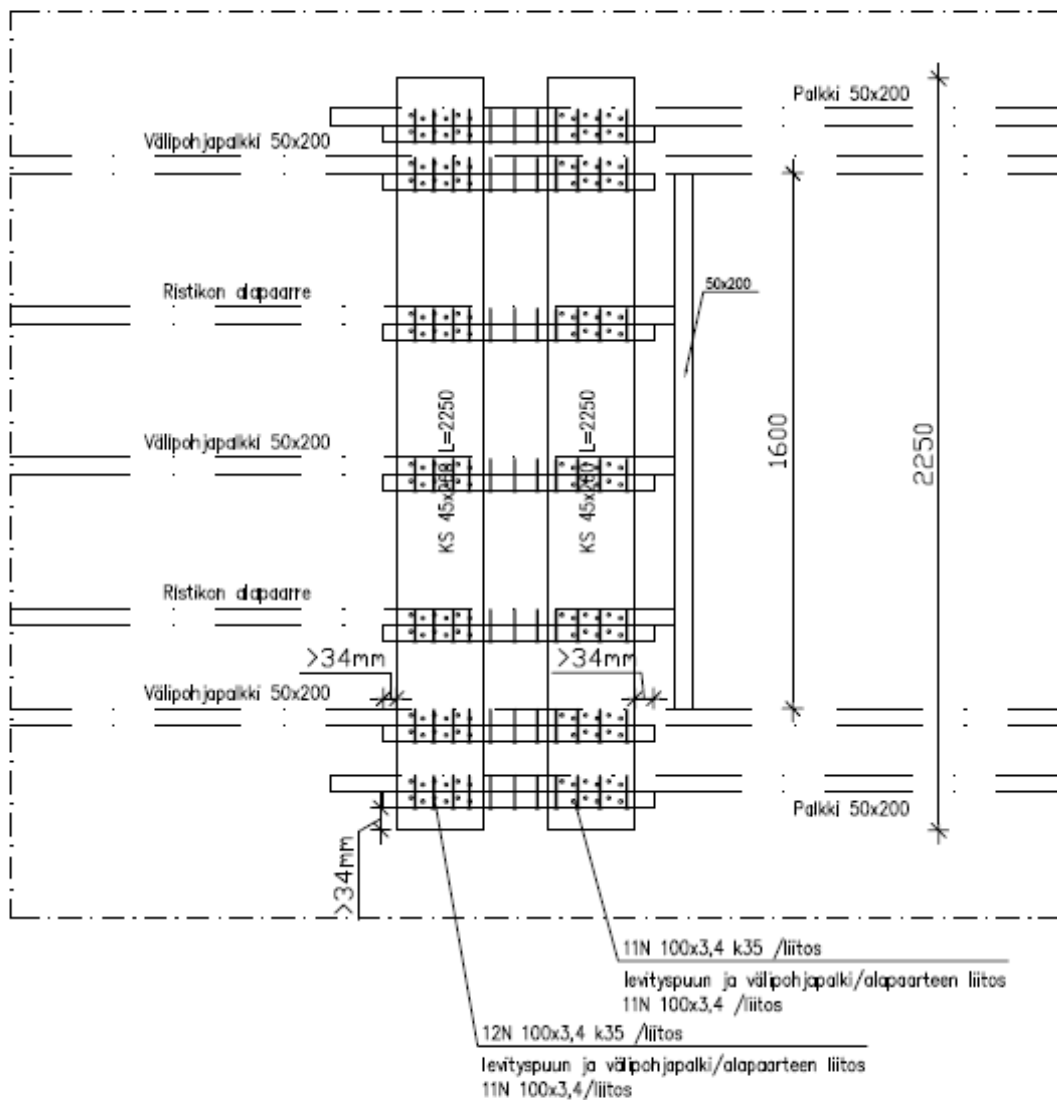 Palkki 50x200
Välipohjapalkki 50x200
Ristikon alapaarre
50x200
1600
2250
Välipohjapalkki 50x200
KS L=2250
KS L=2250
Ristikon alapaarre
>34mm
>34mm
Välipohjapalkki 50x200
Palkki 50x200
>34mm
11N 100x3,4 k35 /liitos
levityspuun ja välipohjapalki/alapaarteen liitos
11N 100x3,4 /liitos
12N 100x3,4 k35 /liitos
levityspuun ja välipohjapalki/alapaarteen liitos
11N 100x3,4/liitos